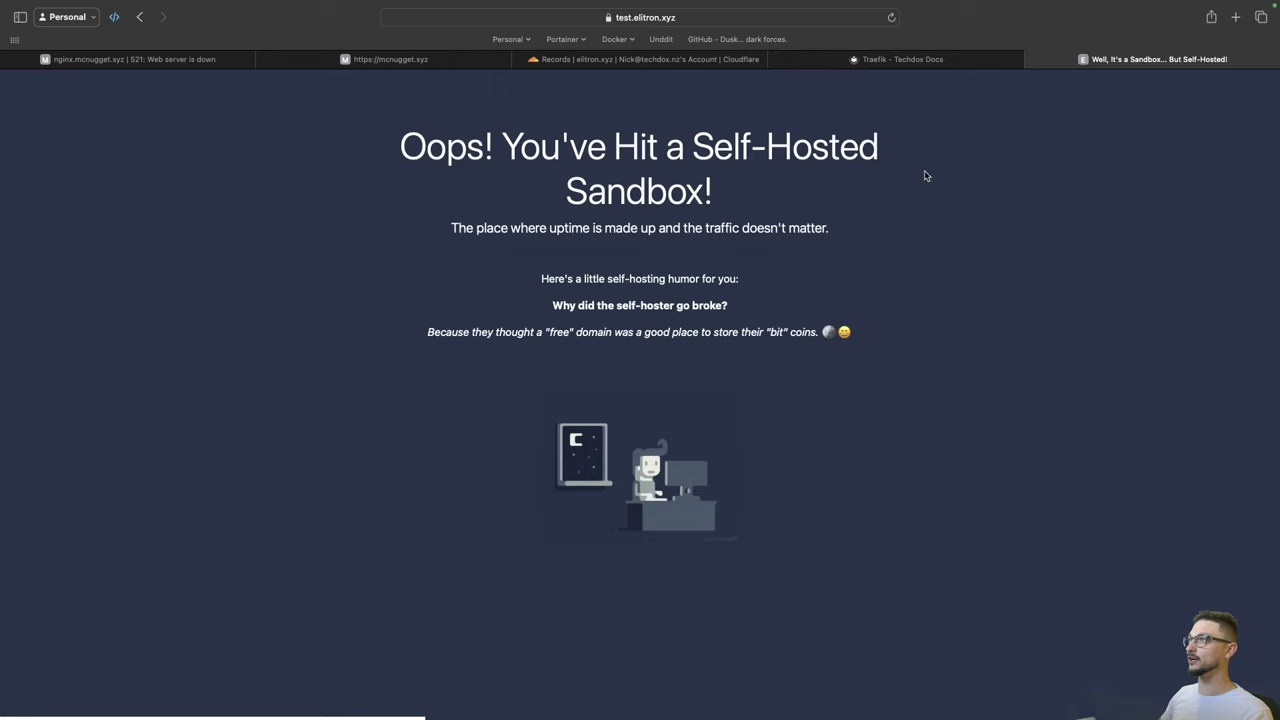 Personal
test.elitron.xyz
Personal
Portainer
Docker
Unddit
GitHub - Dusk... dark forces.
M nginx.mcnugget.xyz | 521: Web server is down
M https://mcnugget.xyz
Records | elitron.xyz | Nick@techdox.nz's Account | Cloudflare
Traefik - Techdox Docs
E Well, It's a Sandbox... But Self-Hosted!
Oops! You've Hit a Self-Hosted
Sandbox!
The place where uptime is made up and the traffic doesn't matter.
Here's a little self-hosting humor for you:
Why did the self-hoster go broke?
Because they thought a "free" domain was a good place to store their "bit" coins. 🌚😊